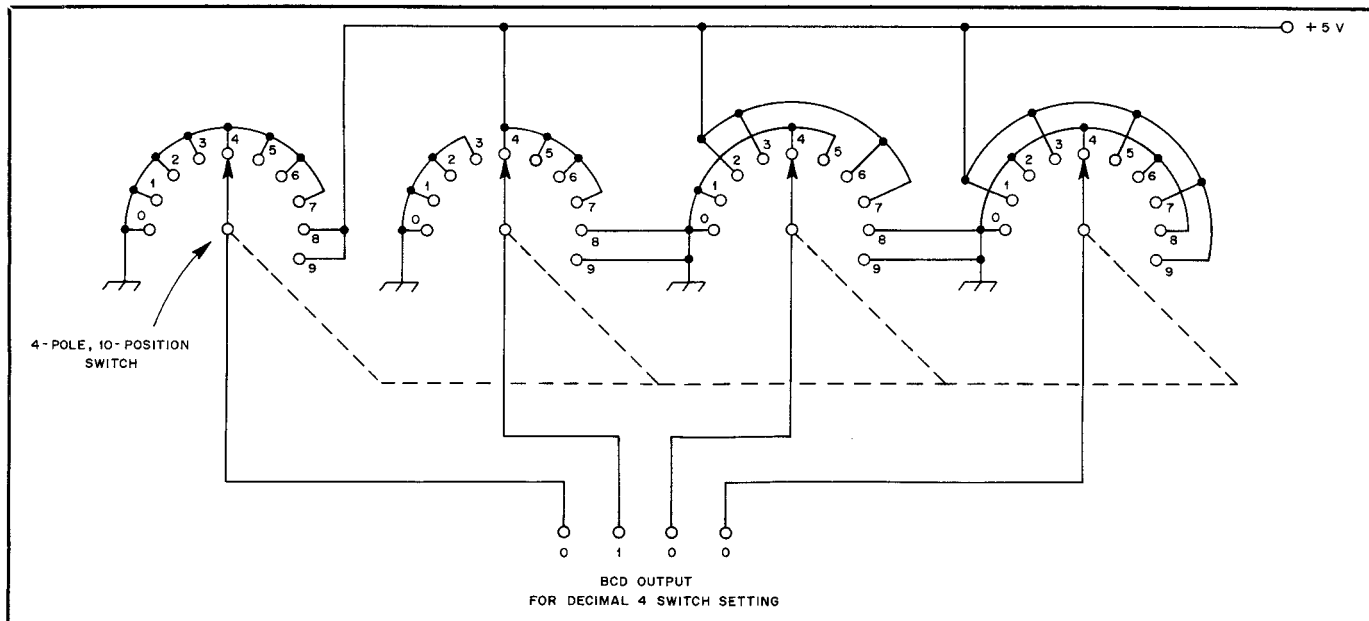 +5 V
0 1 2 3 4 5 6 7 8 9
0 1 2 3 4 5 6 7 8 9
0 1 2 3 4 5 6 7 8 9
0 1 2 3 4 5 6 7 8 9
4-POLE, 10-POSITION
SWITCH
0 1 0 0
BCD OUTPUT
FOR DECIMAL 4 SWITCH SETTING